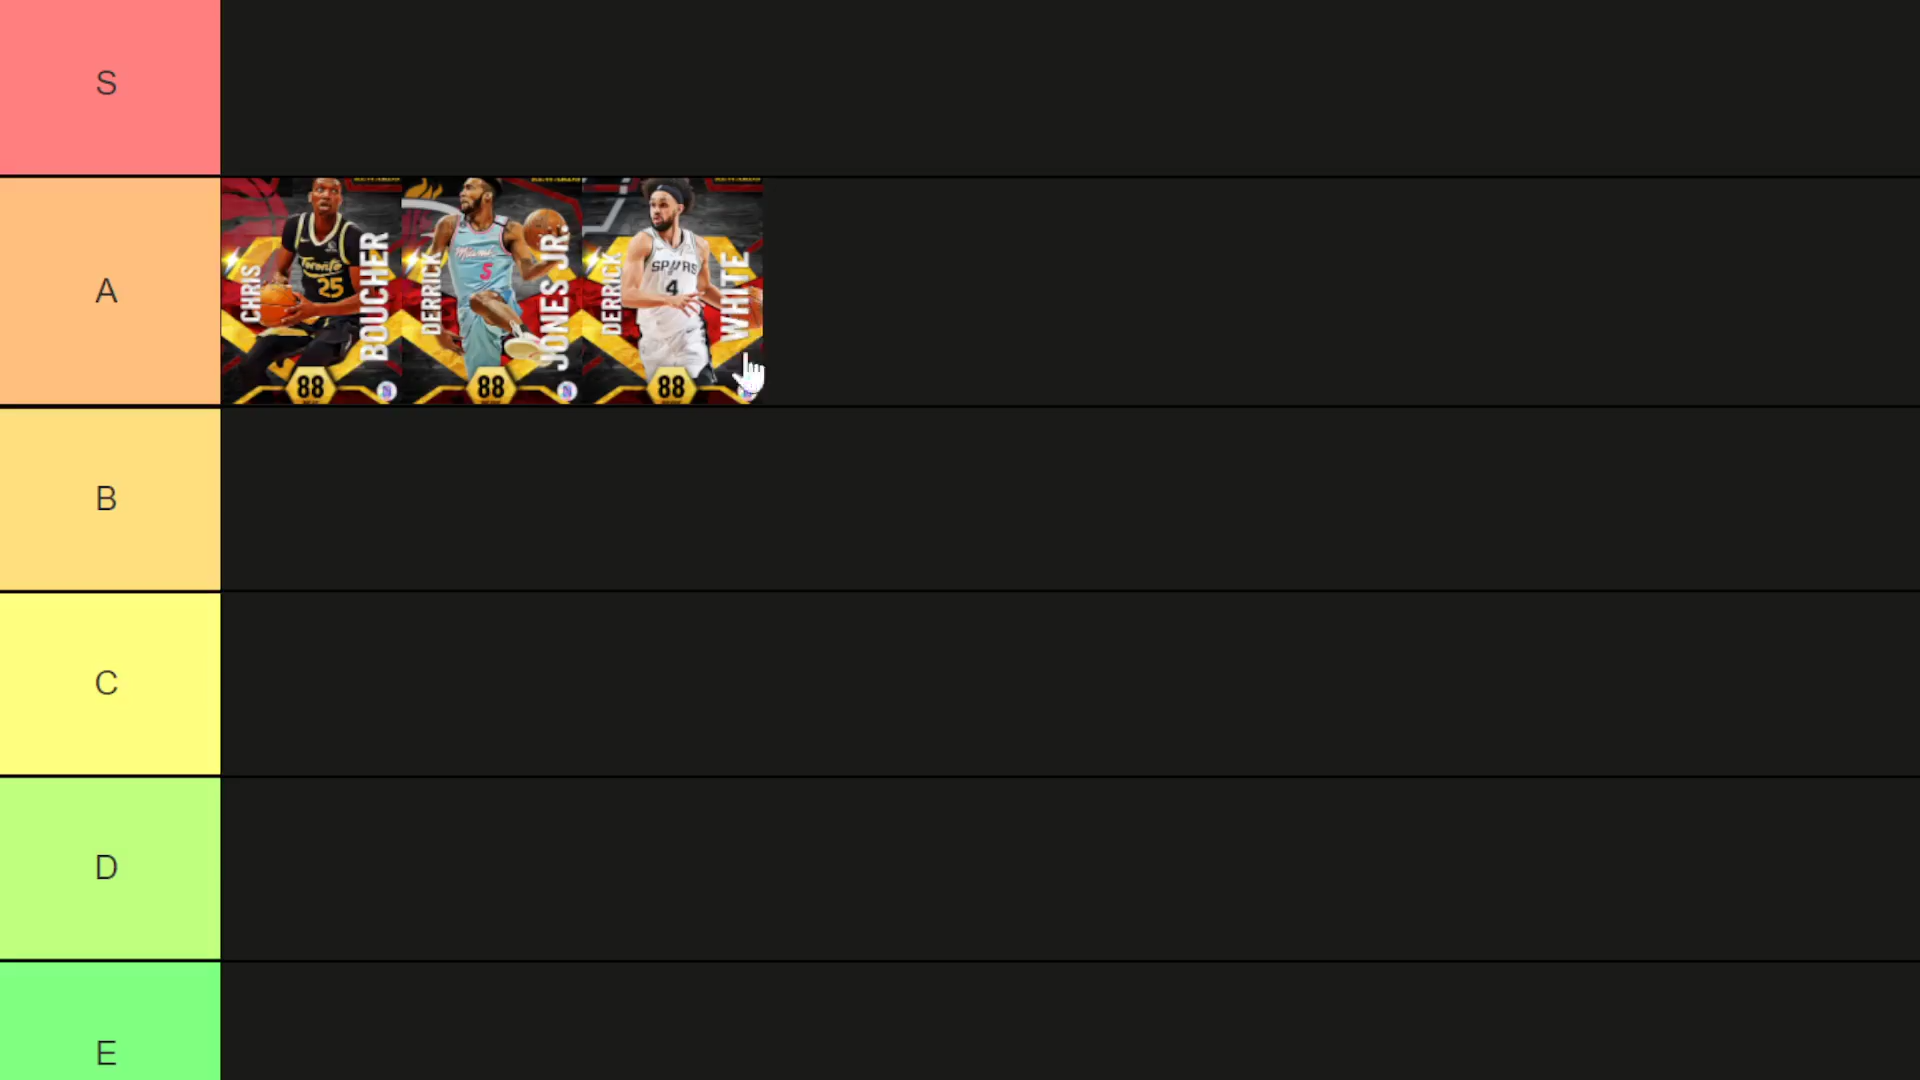 S
A
CHRIS
BOUCHER
Toronto
25
88
DERRICK
JONES JR.
5
88
DERRICK
WHITE
SPURS
4
88
B
C
D
E